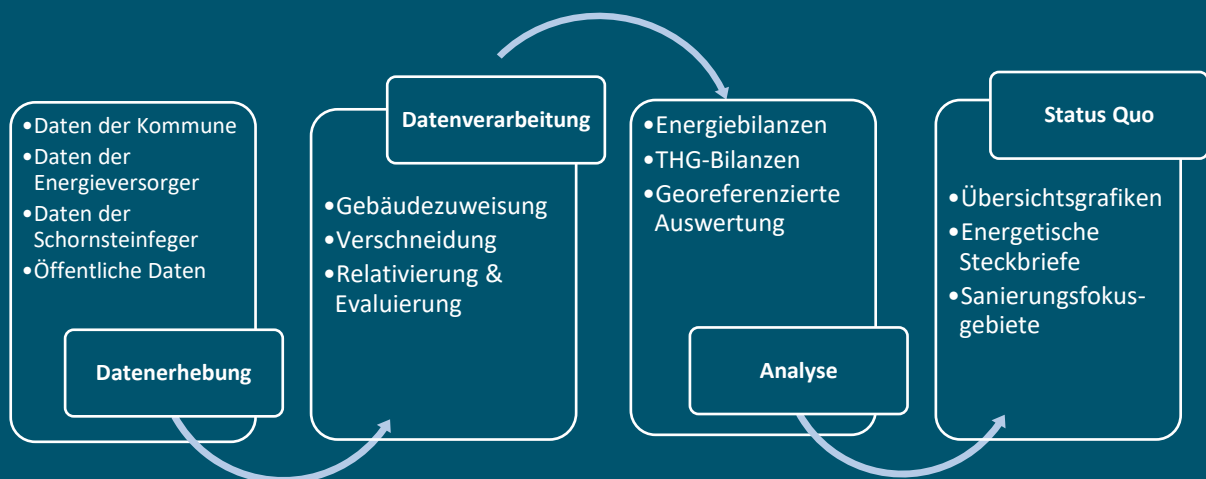 •Daten der Kommune
•Daten der
Energieversorger
•Daten der
Schornsteinfeger
•Öffentliche Daten
Datenerhebung
Datenverarbeitung
•Gebäudezuweisung
•Verschneidung
•Relativierung &
Evaluierung
•Energiebilanzen
•THG-Bilanzen
•Georeferenzierte
Auswertung
Analyse
Status Quo
•Übersichtsgrafiken
•Energetische
Steckbriefe
•Sanierungsfokus-
gebiete